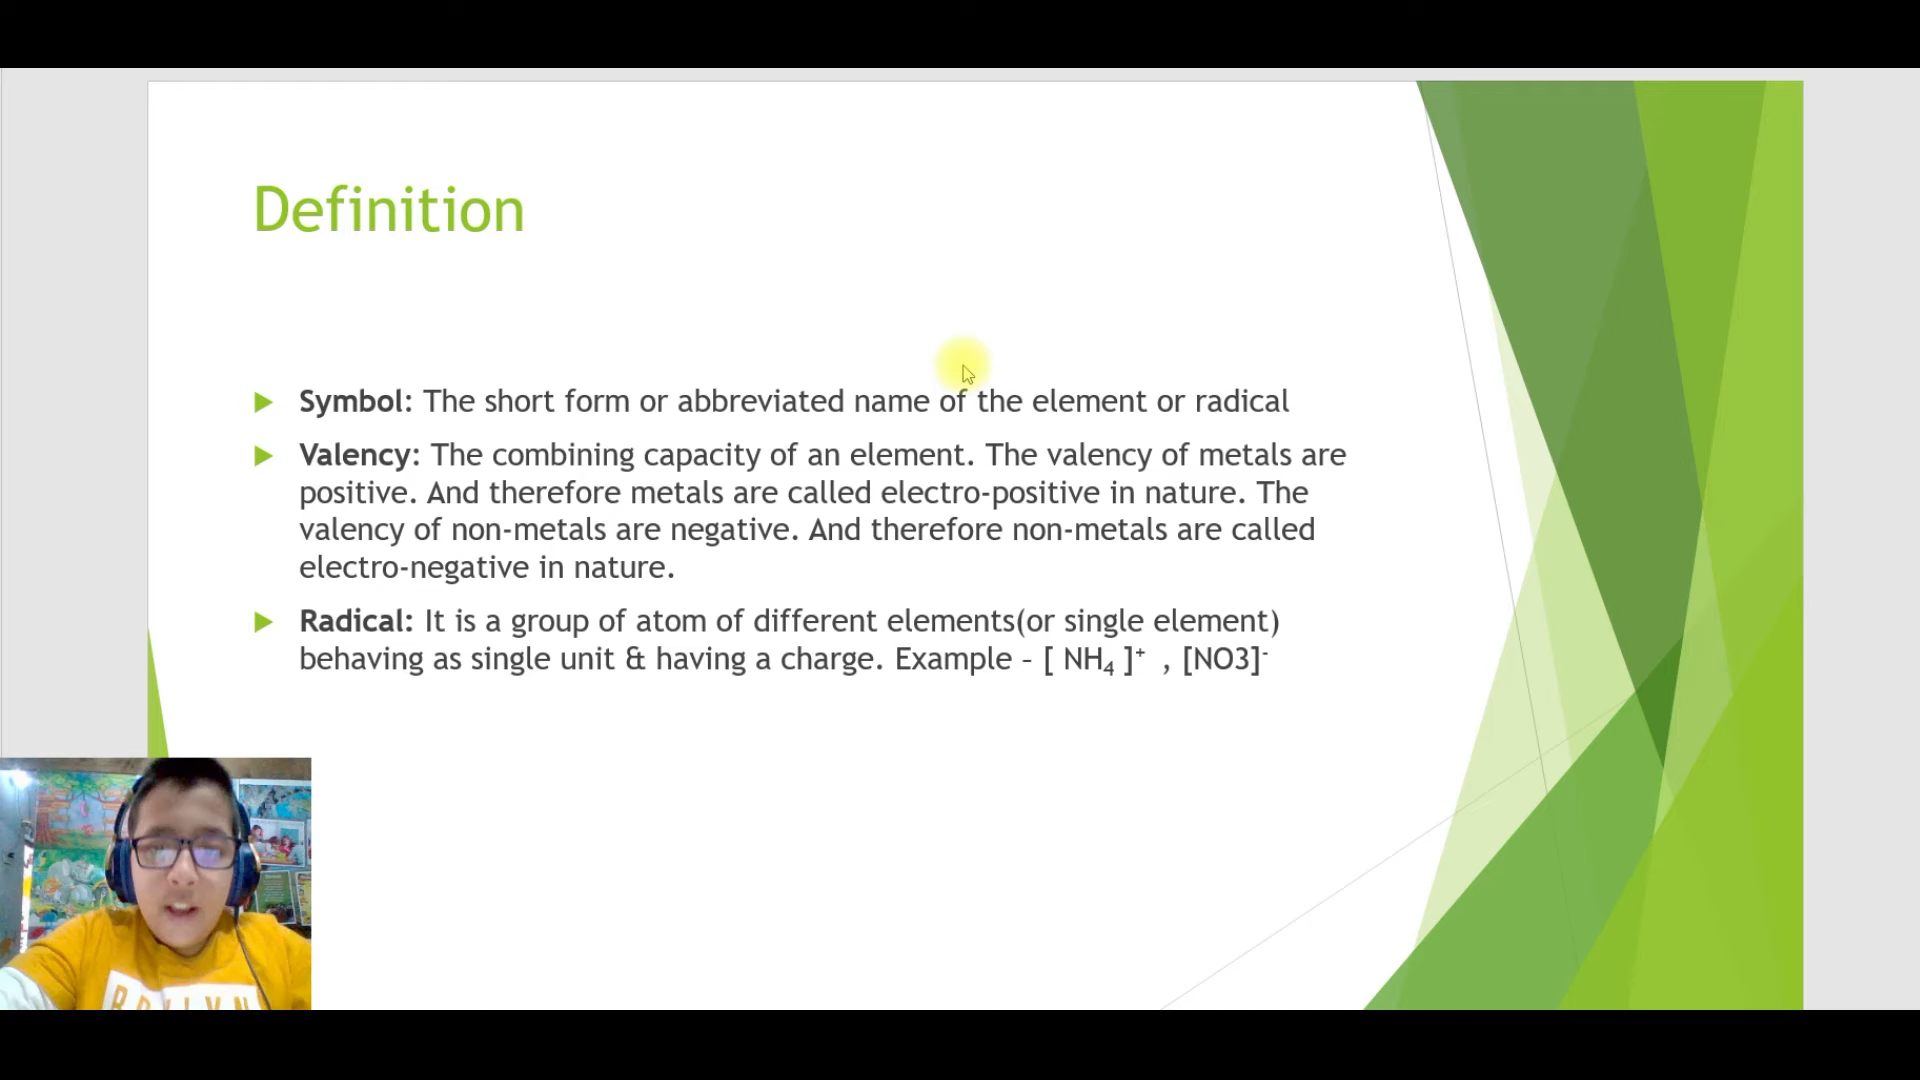 Definition
Symbol: The short form or abbreviated name of the element or radical
Valency: The combining capacity of an element. The valency of metals are
positive. And therefore metals are called electro-positive in nature. The
valency of non-metals are negative. And therefore non-metals are called
electro-negative in nature.
Radical: It is a group of atom of different elements(or single element)
behaving as single unit & having a charge. Example – [ NH₄ ]⁺ , [NO3]⁻